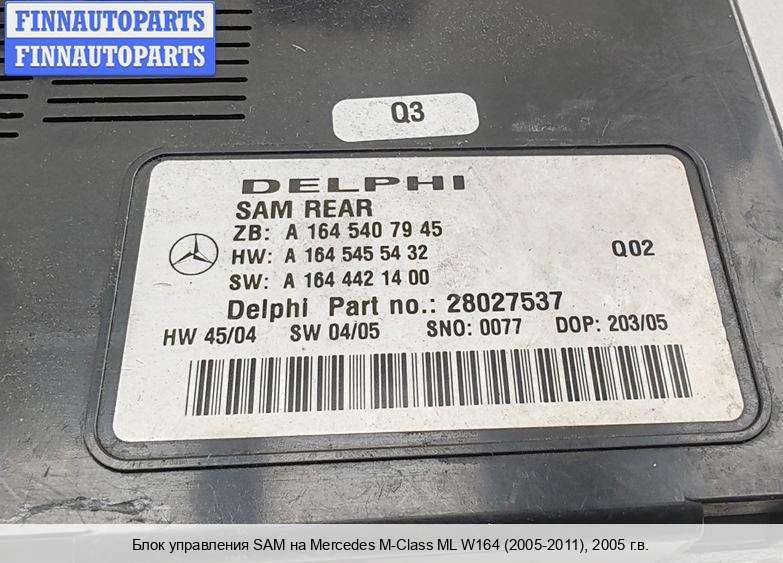 FINNAUTOPARTS
FINNAUTOPARTS
Q3
DELPHI
SAM REAR
ZB: A 164 540 79 45
HW: A 164 545 54 32
Q02
SW: A 164 442 14 00
Delphi Part no.: 28027537
HW 45/04 SW 04/05 SNO: 0077 DOP: 203/05
Блок управления SAM на Mercedes M-Class ML W164 (2005-2011), 2005 г.в.